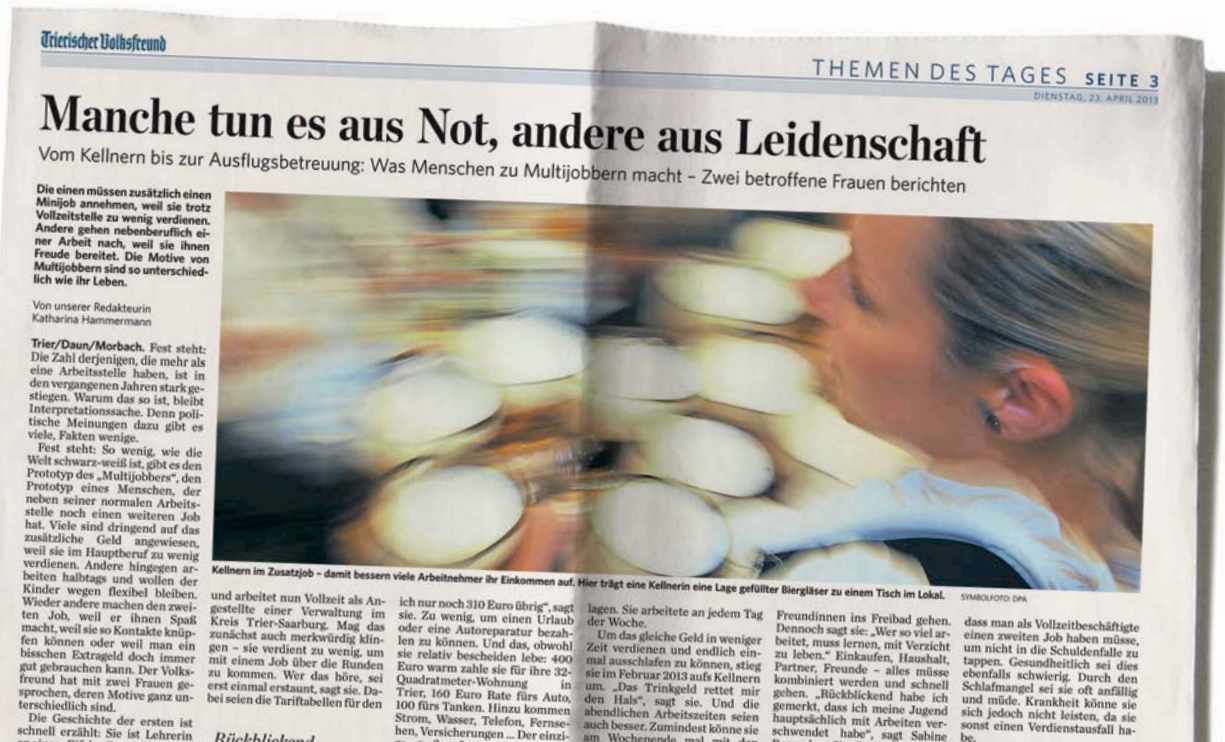 Trierischer Volksfreund
THEMEN DES TAGES SEITE 3
DIENSTAG, 23. APRIL 2013
Manche tun es aus Not, andere aus Leidenschaft
Vom Kellnern bis zur Ausflugsbetreuung: Was Menschen zu Multijobbern macht – Zwei betroffene Frauen berichten
Die einen müssen zusätzlich einen
Minijob annehmen, weil sie trotz
Vollzeitstelle zu wenig verdienen.
Andere gehen nebenberuflich ei-
ner Arbeit nach, weil sie ihnen
Freude bereitet. Die Motive von
Multijobbern sind so unterschied-
lich wie ihr Leben.
Von unserer Redakteurin
Katharina Hammermann
Trier/Daun/Morbach. Fest steht:
Die Zahl derjenigen, die mehr als
eine Arbeitsstelle haben, ist in
den vergangenen Jahren stark ge-
stiegen. Warum das so ist, bleibt
Interpretationssache. Denn poli-
tische Meinungen dazu gibt es
viele, Fakten wenige.
Fest steht: So wenig, wie die
Welt schwarz-weiß ist, gibt es den
Prototyp des „Multijobbers“, den
Prototyp eines Menschen, der
neben seiner normalen Arbeits-
stelle noch einen weiteren Job
hat. Viele sind dringend auf das
zusätzliche Geld angewiesen,
weil sie im Hauptberuf zu wenig
verdienen. Andere hingegen ar-
beiten halbtags und wollen der
Kinder wegen flexibel bleiben.
Wieder andere machen den zwei-
ten Job, weil er ihnen Spaß
macht, weil sie so Kontakte knüp-
fen können oder weil man ein
bisschen Extrageld doch immer
gut gebrauchen kann. Der Volks-
freund hat mit zwei Frauen ge-
sprochen, deren Motive ganz un-
terschiedlich sind.
Die Geschichte der ersten ist
schnell erzählt: Sie ist Lehrerin
Kellnern im Zusatzjob – damit bessern viele Arbeitnehmer ihr Einkommen auf. Hier trägt eine Kellnerin eine Lage gefüllter Biergläser zu einem Tisch im Lokal.
SYMBOLFOTO: DPA
und arbeitet nun Vollzeit als An-
gestellte einer Verwaltung im
Kreis Trier-Saarburg. Mag das
zunächst auch merkwürdig klin-
gen – sie verdient zu wenig, um
mit einem Job über die Runden
zu kommen. Wer das höre, sei
erst einmal erstaunt, sagt sie. Da-
bei seien die Tariftabellen für den
Rückblickend
ich nur noch 310 Euro übrig“, sagt
sie. Zu wenig, um einen Urlaub
oder eine Autoreparatur bezah-
len zu können. Und das, obwohl
sie relativ bescheiden lebe: 400
Euro warm zahle sie für ihre 32-
Quadratmeter-Wohnung in
Trier, 160 Euro Rate fürs Auto,
100 fürs Tanken. Hinzu kommen
Strom, Wasser, Telefon, Fernse-
hen, Versicherungen ... Der einzi-
lagen. Sie arbeitete an jedem Tag
der Woche.
Um das gleiche Geld in weniger
Zeit verdienen und endlich ein-
mal ausschlafen zu können, stieg
sie im Februar 2013 aufs Kellnern
um. „Das Trinkgeld rettet mir
den Hals“, sagt sie. Und die
abendlichen Arbeitszeiten seien
auch besser. Zumindest könne sie
am Wochenende mal mit den
Freundinnen ins Freibad gehen.
Dennoch sagt sie: „Wer so viel ar-
beitet, muss lernen, mit Verzicht
zu leben.“ Einkaufen, Haushalt,
Partner, Freunde – alles müsse
kombiniert werden und schnell
gehen. „Rückblickend habe ich
gemerkt, dass ich meine Jugend
hauptsächlich mit Arbeiten ver-
schwendet habe“, sagt Sabine
dass man als Vollzeitbeschäftigte
einen zweiten Job haben müsse,
um nicht in die Schuldenfalle zu
tappen. Gesundheitlich sei dies
ebenfalls schwierig. Durch den
Schlafmangel sei sie oft anfällig
und müde. Krankheit könne sie
sich jedoch nicht leisten, da sie
sonst einen Verdienstausfall ha-
be.